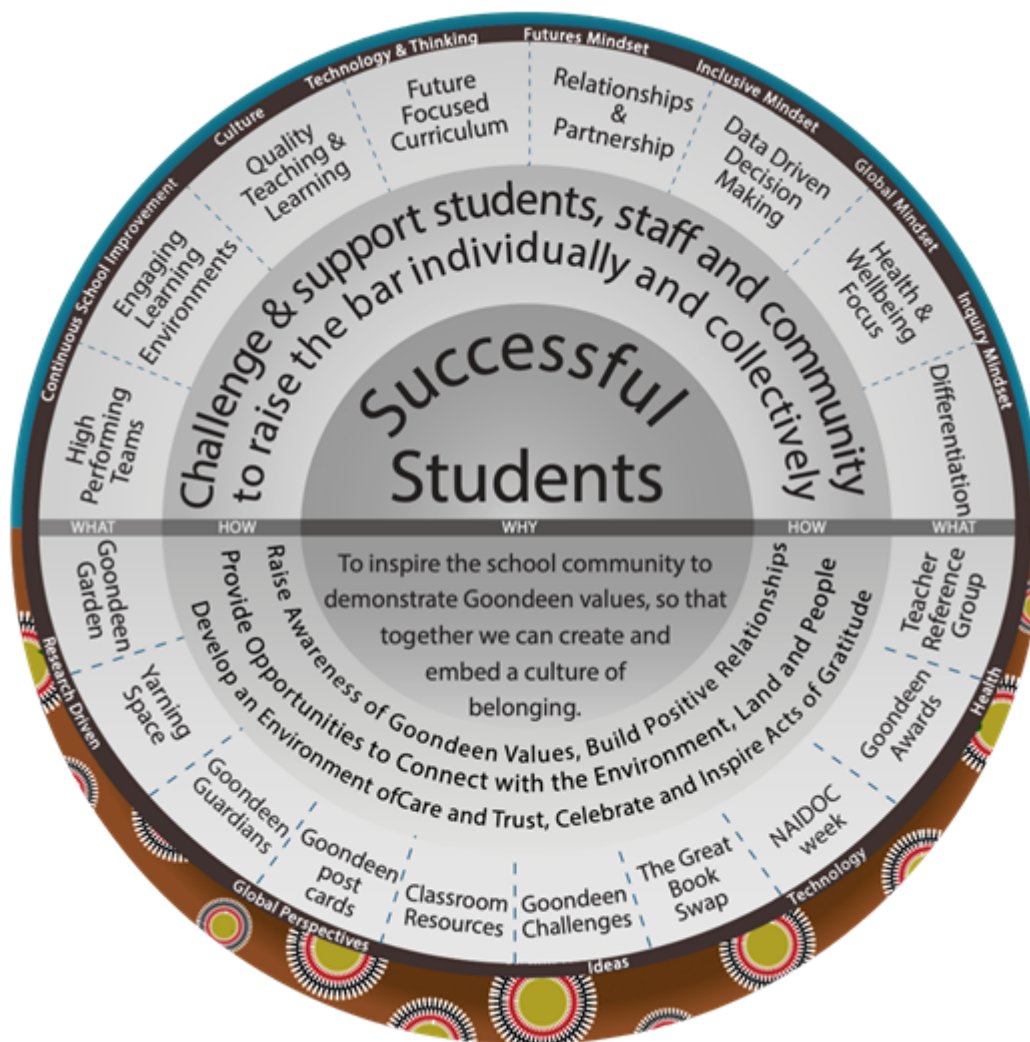 Continuous School Improvement
Culture
Technology & Thinking
Futures Mindset
Inclusive Mindset
Global Mindset
Inquiry Mindset
High
Performing
Teams
Engaging
Learning
Environments
Quality
Teaching &
Learning
Future
Focused
Curriculum
Relationships
&
Partnership
Data Driven
Decision
Making
Health &
Wellbeing
Focus
Differentiation
Challenge & support students, staff and community
to raise the bar individually and collectively
Successful
Students
WHAT HOW WHY HOW WHAT
To inspire the school community to
demonstrate Goondeen values, so that
together we can create and
embed a culture of
belonging.
Raise Awareness of Goondeen Values, Build Positive Relationships
Provide Opportunities to Connect with the Environment, Land and People
Develop an Environment ofCare and Trust, Celebrate and Inspire Acts of Gratitude
Goondeen
Garden
Yarning
Space
Goondeen
Guardians
Goondeen
post
cards
Classroom
Resources
Goondeen
Challenges
The Great
Book
Swap
NAIDOC
week
Goondeen
Awards
Teacher
Reference
Group
Research Driven
Global Perspectives
Ideas
Technology
Health